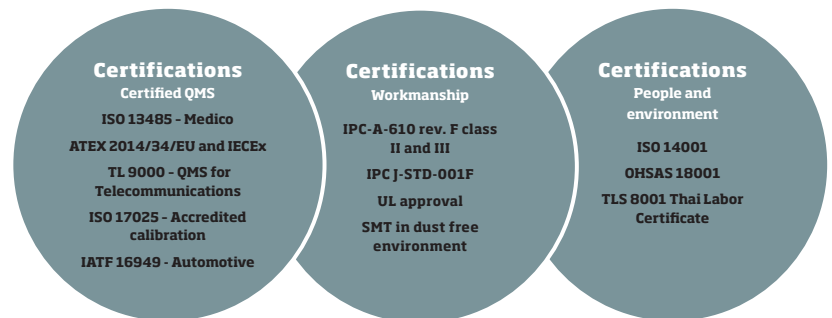 Certifications
Certified QMS
ISO 13485 - Medico
ATEX 2014/34/EU and IECEx
TL 9000 - QMS for
Telecommunications
ISO 17025 - Accredited
calibration
IATF 16949 - Automotive
Certifications
Workmanship
IPC-A-610 rev. F class
II and III
IPC J-STD-001F
UL approval
SMT in dust free
environment
Certifications
People and
environment
ISO 14001
OHSAS 18001
TLS 8001 Thai Labor
Certificate